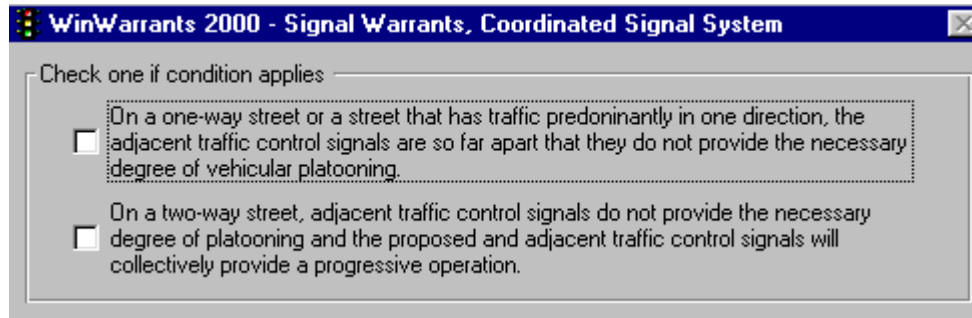 WinWarrants 2000 - Signal Warrants, Coordinated Signal System
Check one if condition applies
On a one-way street or a street that has traffic predoninantly in one direction, the
adjacent traffic control signals are so far apart that they do not provide the necessary
degree of vehicular platooning.
On a two-way street, adjacent traffic control signals do not provide the necessary
degree of platooning and the proposed and adjacent traffic control signals will
collectively provide a progressive operation.